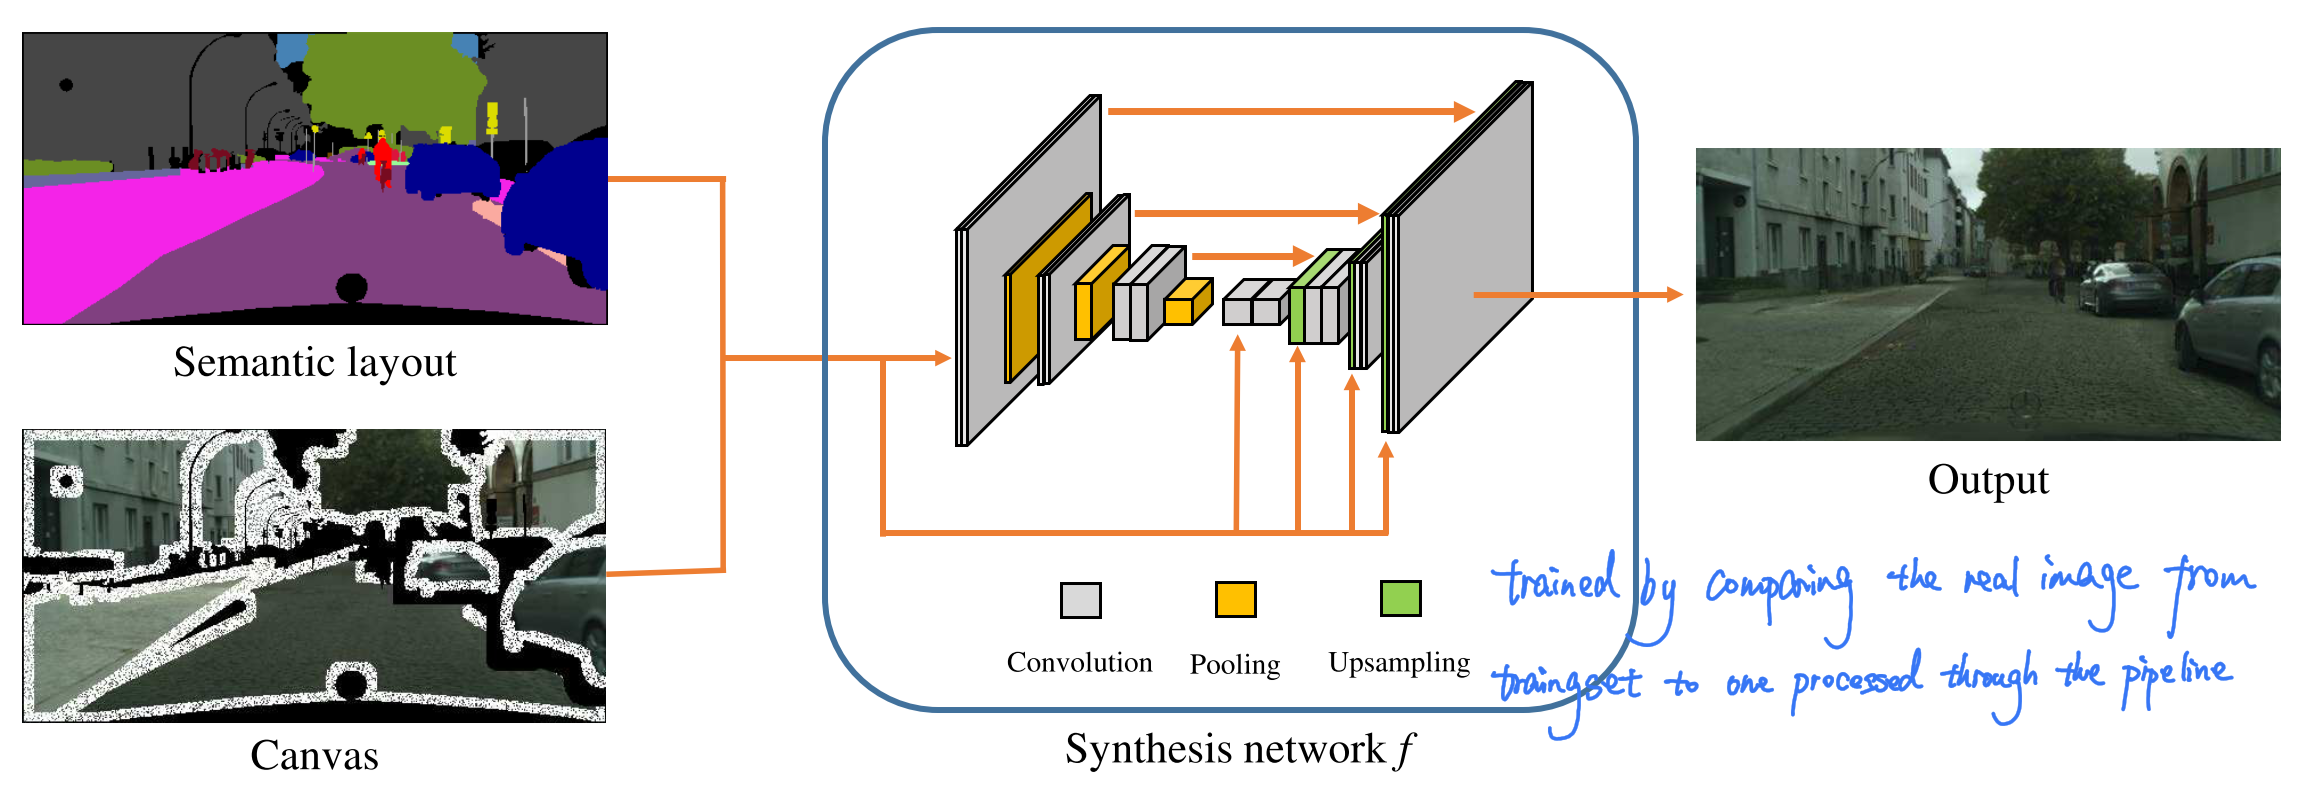 Semantic layout
Canvas
Convolution
Pooling
Upsampling
Synthesis network f
Output
trained by comparing the real image from
traingset to one processed through the pipeline